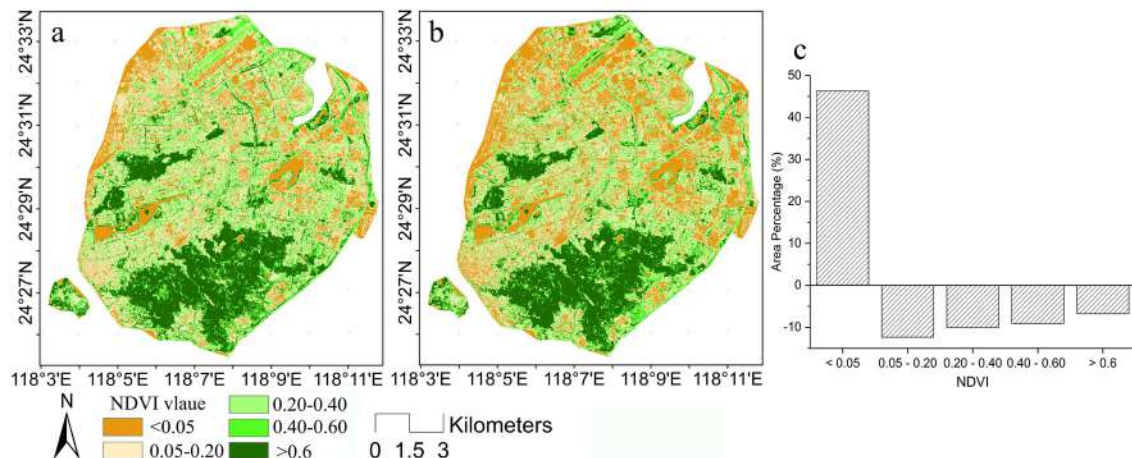 a
24°33'N
24°31'N
24°29'N
24°27'N
118°3'E 118°5'E 118°7'E 118°9'E 118°11'E
b
24°33'N
24°31'N
24°29'N
24°27'N
118°3'E 118°5'E 118°7'E 118°9'E 118°11'E
c
Area Percentage (%)
50
40
30
20
10
0
-10
< 0.05 0.05 - 0.20 0.20 - 0.40 0.40 - 0.60 > 0.6
NDVI
N
NDVI vlaue
<0.05
0.05-0.20
0.20-0.40
0.40-0.60
>0.6
Kilometers
0 1.5 3